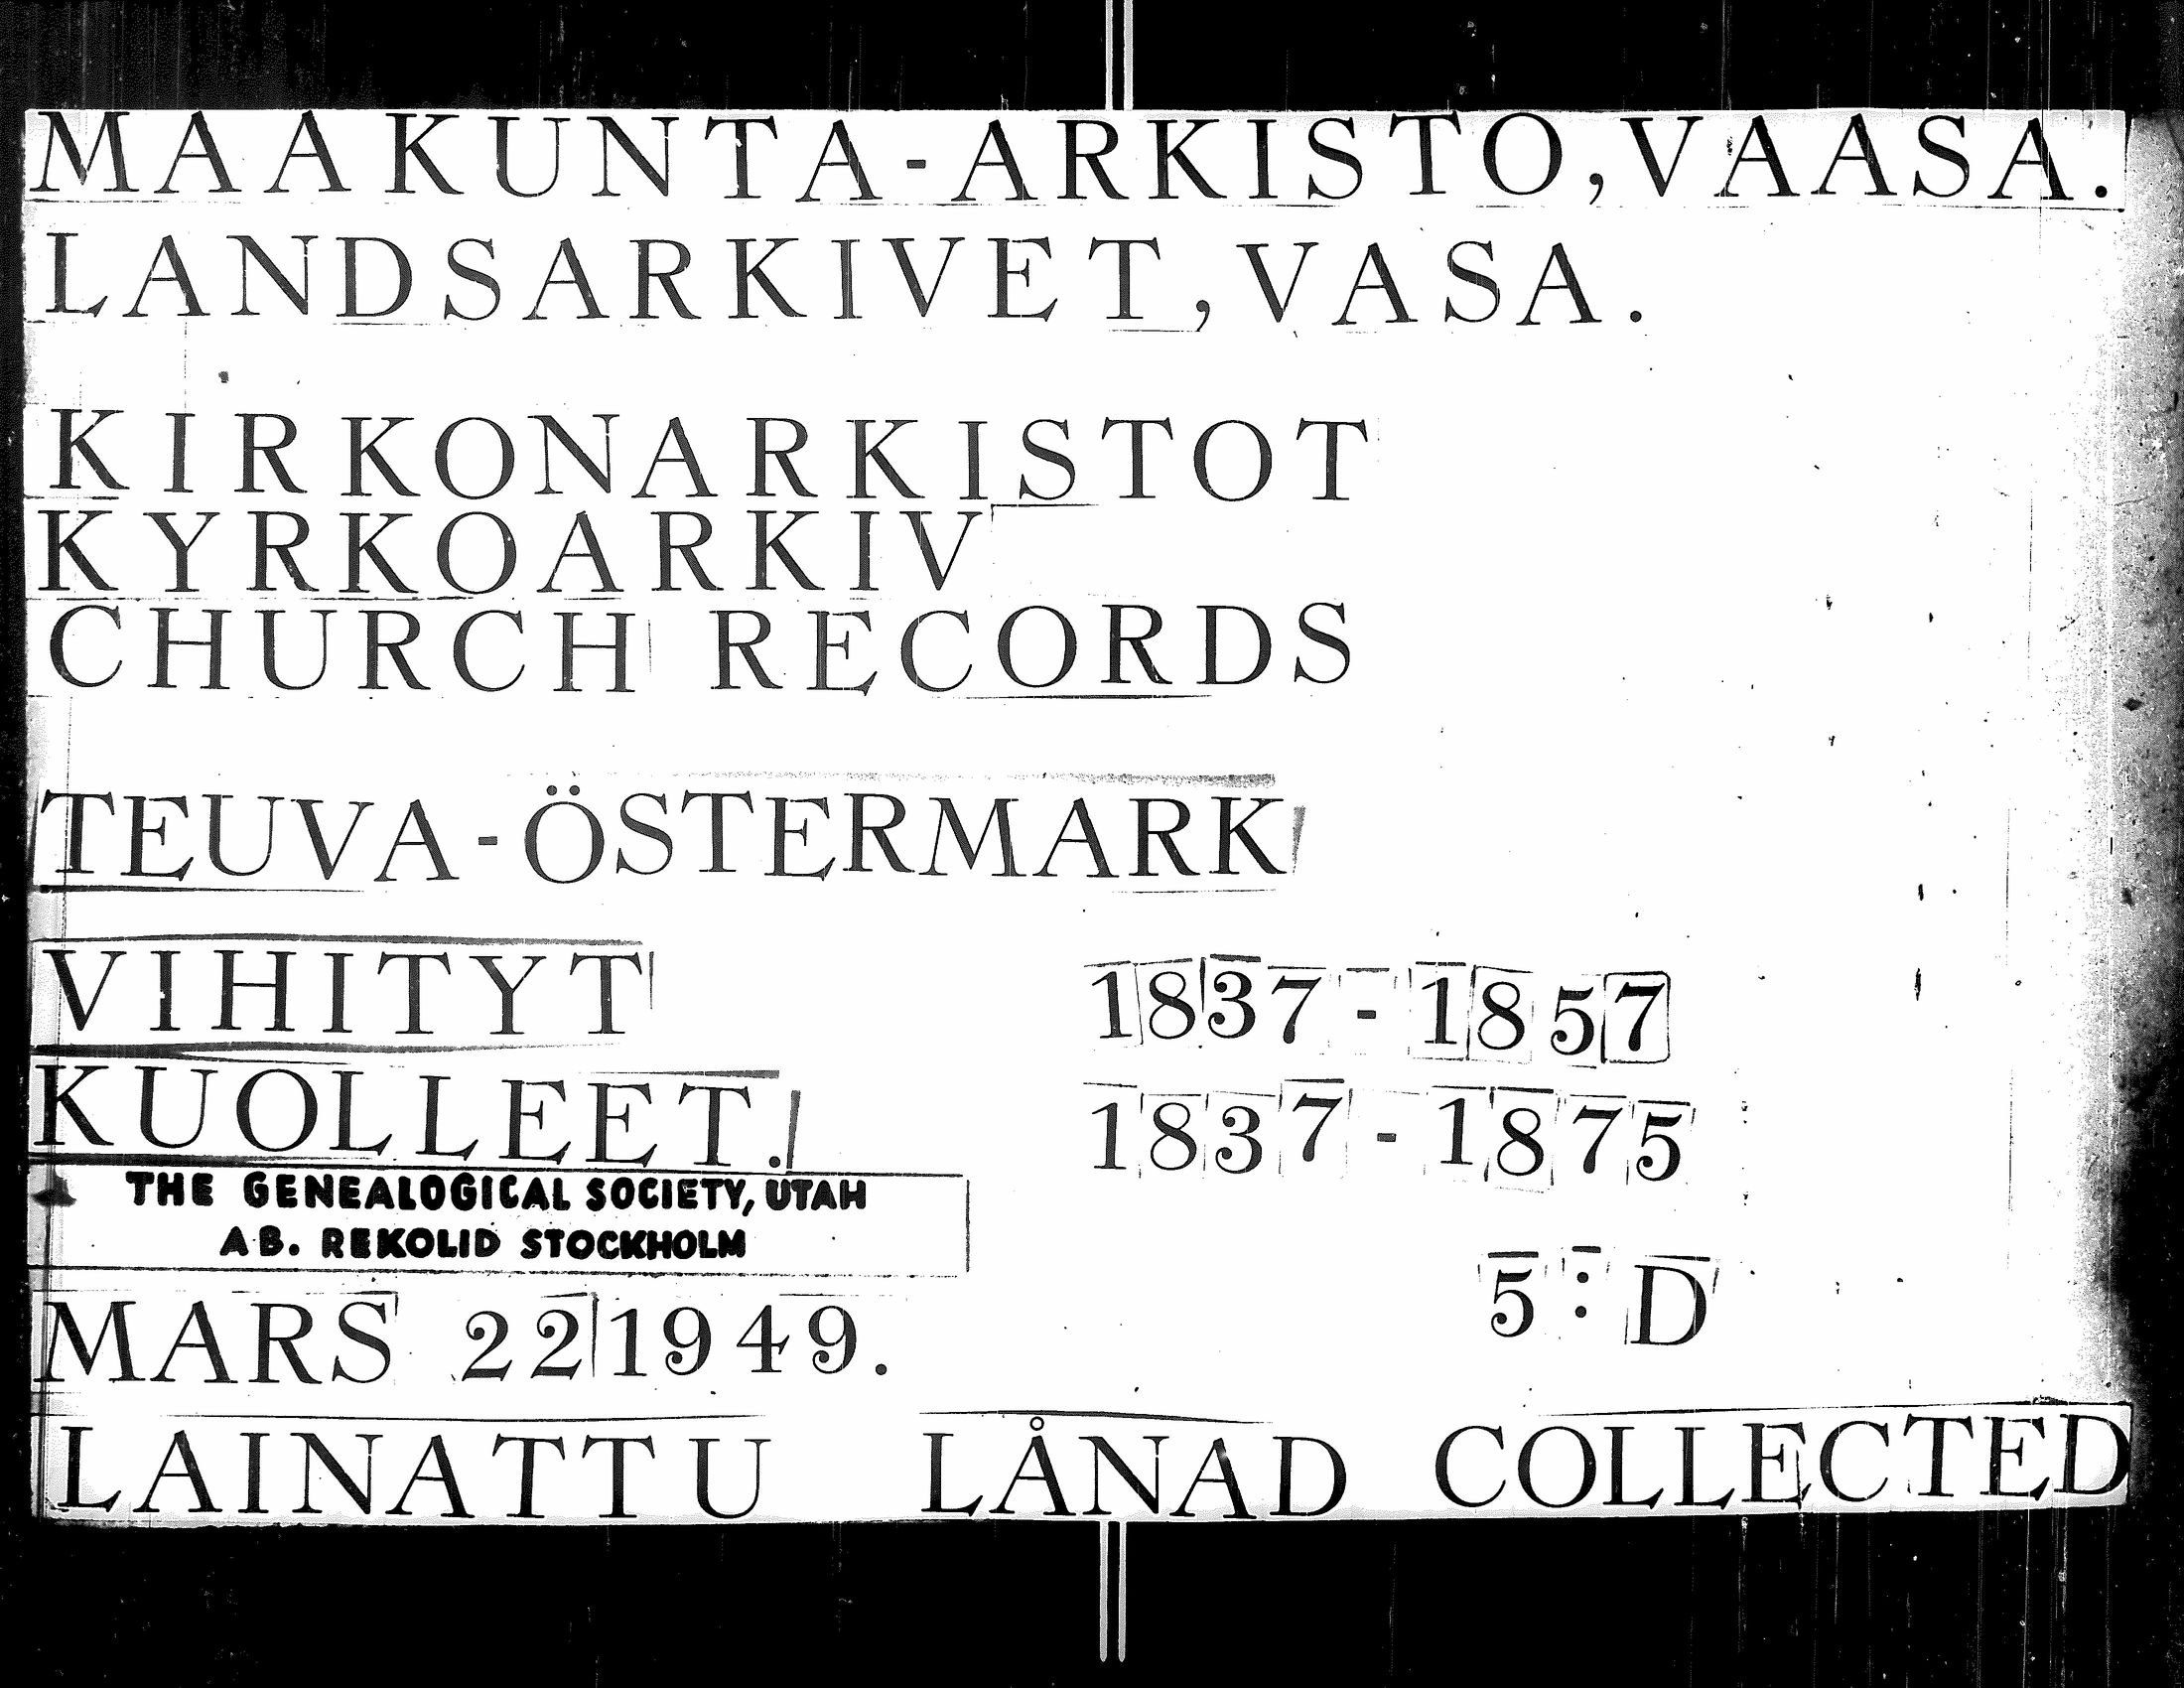 MAAKUNTA-ARKISTO, VAASA.
LANDSARKIVET, VASA.
KIRKONARKISTOT
KYRKOARKIV
CHURCH RECORDS
TEUVA-ÖSTERMARK
VIHITYT 1837-1857
KUOLLEET. 1837-1875
THE GENEALOGICAL SOCIETY, UTAH
AB. REKOLID STOCKHOLM
5:D
MARS 22 1949.
LAINATTU LÅNAD COLLECTED